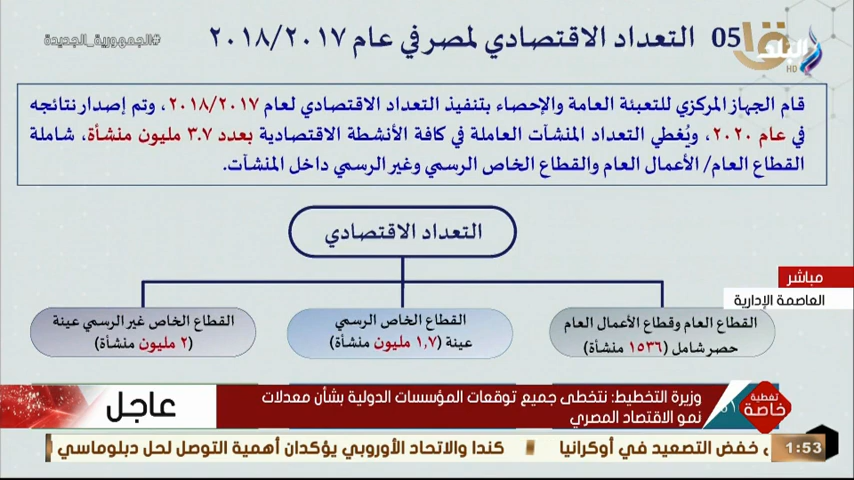 #الجمهورية_الجديدة
05 التعداد الاقتصادي لمصر في عام ٢٠١٨/٢٠١٧
البلد
HD
قام الجهاز المركزي للتعبئة العامة والإحصاء بتنفيذ التعداد الاقتصادي لعام ٢٠١٨/٢٠١٧، وتم إصدار نتائجه
في عام ٢٠٢٠، ويُغطي التعداد المنشآت العاملة في كافة الأنشطة الاقتصادية بعدد ٣.٧ مليون منشأة، شاملة
القطاع العام/ الأعمال العام والقطاع الخاص الرسمي وغير الرسمي داخل المنشآت.
التعداد الاقتصادي
مباشر
العاصمة الإدارية
القطاع العام وقطاع الأعمال العام
حصر شامل (١٥٣٦ منشأة)
القطاع الخاص الرسمي
عينة (١,٧ مليون منشأة)
القطاع الخاص غير الرسمي عينة
(٢ مليون منشأة)
تغطية
خاصة
وزيرة التخطيط: نتخطى جميع توقعات المؤسسات الدولية بشأن معدلات
نمو الاقتصاد المصري
عاجل
خفض التصعيد في أوكرانيا كندا والاتحاد الأوروبي يؤكدان أهمية التوصل لحل دبلوماسي
1:53